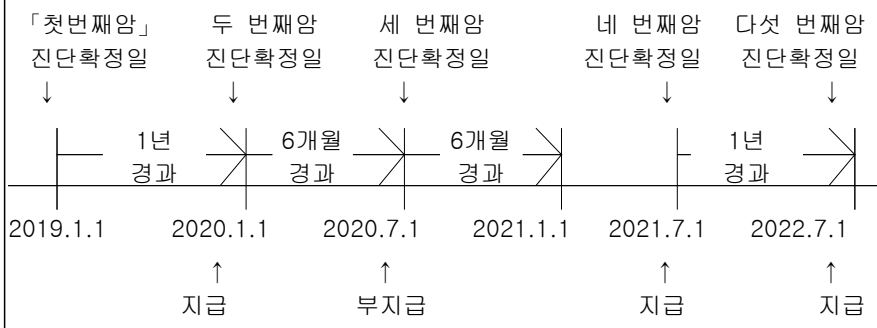 「첫번째암」 두 번째암 세 번째암 네 번째암 다섯 번째암
진단확정일 진단확정일 진단확정일 진단확정일 진단확정일
↓ ↓ ↓ ↓ ↓
1년 6개월 6개월 1년
경과 경과 경과 경과
2019.1.1 2020.1.1 2020.7.1 2021.1.1 2021.7.1 2022.7.1
↑ ↑ ↑ ↑
지급 부지급 지급 지급